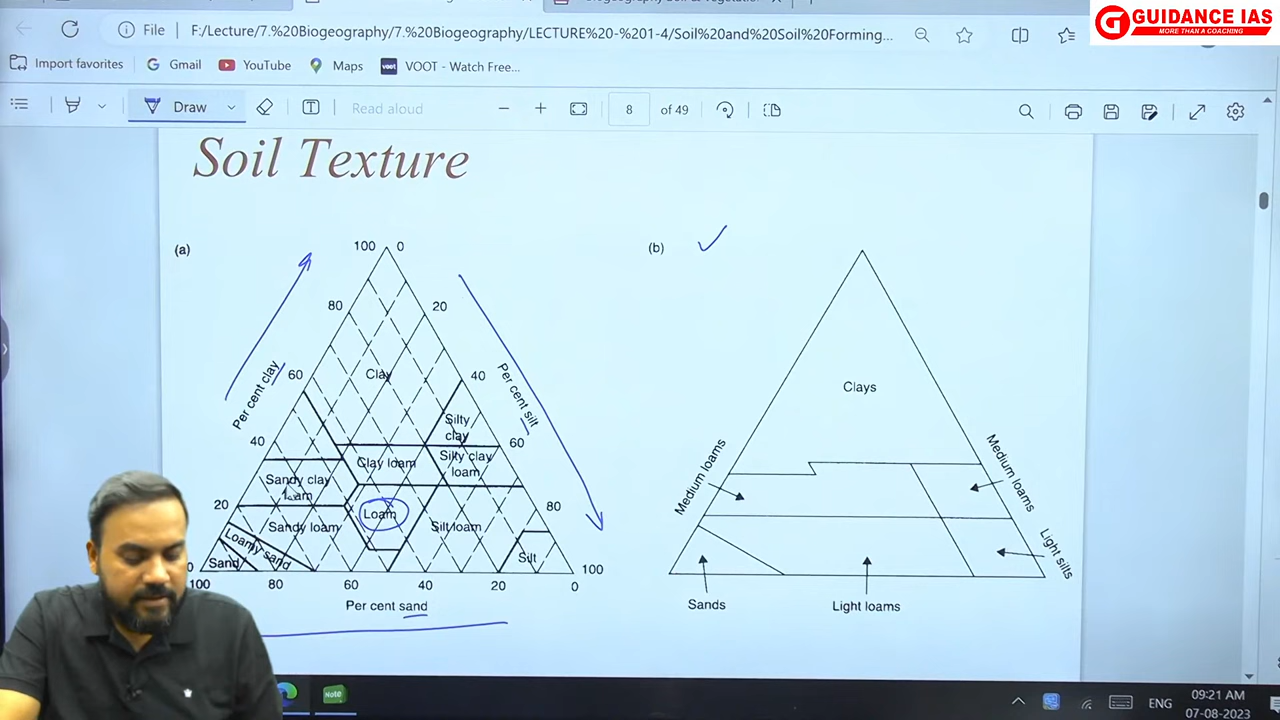 GUIDANCE IAS
MORE THAN A COACHING
File
F:/Lecture/7.%20Biogeography/7.%20Biogeography/LECTURE%20-%201-4/Soil%20and%20Soil%20Forming...
Import favorites
Gmail
YouTube
Maps
voot
VOOT - Watch Free...
Draw
Read aloud
8
of 49
Soil Texture
(a)
100
0
80
20
60
40
40
60
20
80
0
100
100
80
60
40
20
0
Per cent clay
Per cent silt
Per cent sand
Clay
Silty
clay
Clay loam
Silty clay
loam
Sandy clay
loam
Loam
Sandy loam
Silt loam
Loamy sand
Sand
Silt
(b)
Clays
Medium loams
Medium loams
Light silts
Sands
Light loams
Note
ENG
09:21 AM
07-08-2023